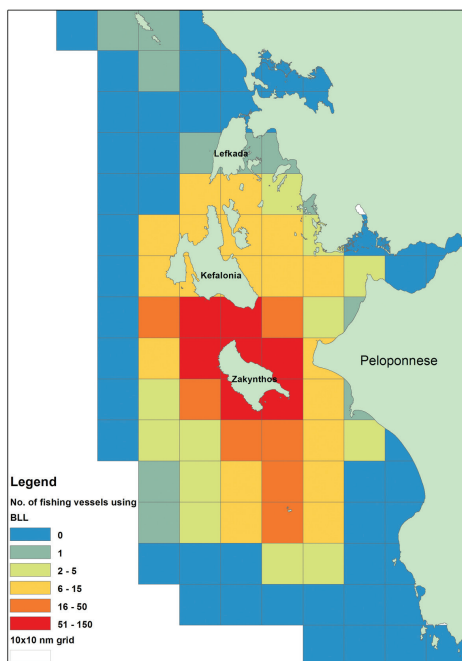 Lefkada
Kefalonia
Peloponnese
Zakynthos
Legend
No. of fishing vessels using
BLL
0
1
2 - 5
6 - 15
16 - 50
51 - 150
10x10 nm grid